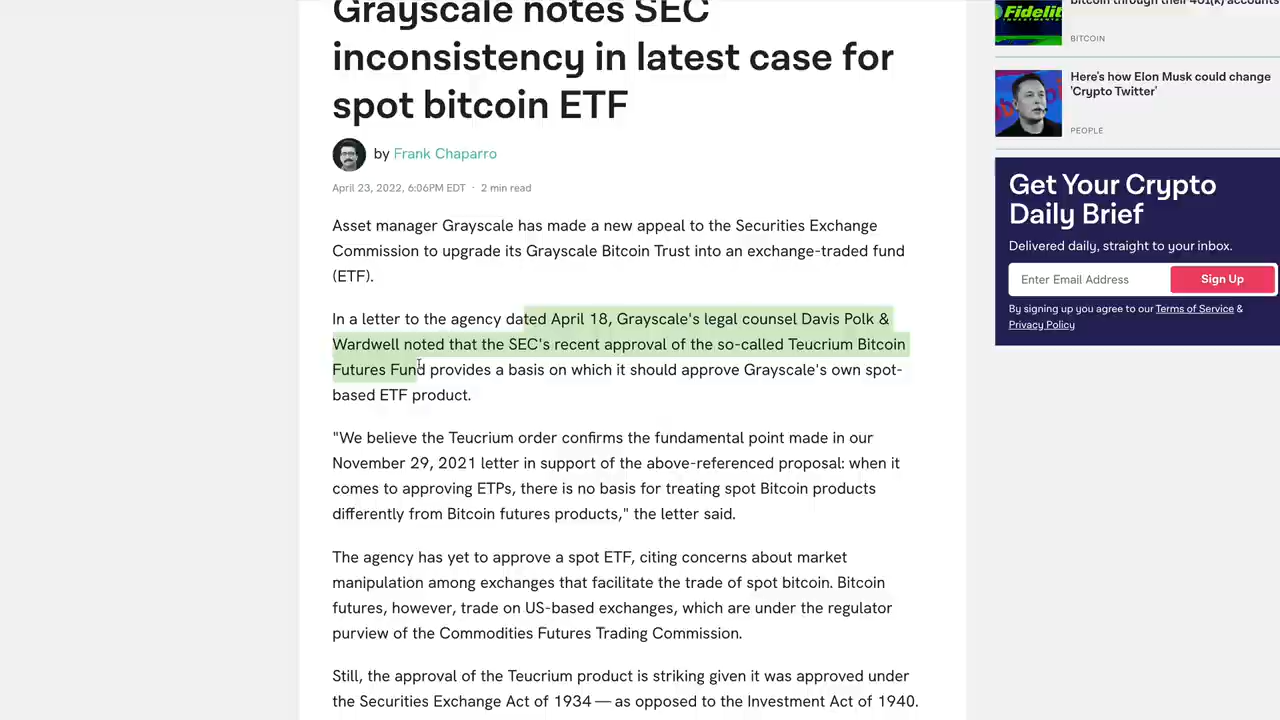 Grayscale notes SEC
inconsistency in latest case for
spot bitcoin ETF
by Frank Chaparro
April 23, 2022, 6:06PM EDT · 2 min read
Asset manager Grayscale has made a new appeal to the Securities Exchange
Commission to upgrade its Grayscale Bitcoin Trust into an exchange-traded fund
(ETF).
In a letter to the agency dated April 18, Grayscale's legal counsel Davis Polk &
Wardwell noted that the SEC's recent approval of the so-called Teucrium Bitcoin
Futures Fund provides a basis on which it should approve Grayscale's own spot-
based ETF product.
"We believe the Teucrium order confirms the fundamental point made in our
November 29, 2021 letter in support of the above-referenced proposal: when it
comes to approving ETPs, there is no basis for treating spot Bitcoin products
differently from Bitcoin futures products," the letter said.
The agency has yet to approve a spot ETF, citing concerns about market
manipulation among exchanges that facilitate the trade of spot bitcoin. Bitcoin
futures, however, trade on US-based exchanges, which are under the regulator
purview of the Commodities Futures Trading Commission.
Still, the approval of the Teucrium product is striking given it was approved under
the Securities Exchange Act of 1934 — as opposed to the Investment Act of 1940.
bitcoin through their 401(k) accounts
Fidelit
INVESTMENTS
BITCOIN
Here's how Elon Musk could change
'Crypto Twitter'
PEOPLE
Get Your Crypto
Daily Brief
Delivered daily, straight to your inbox.
Enter Email Address
Sign Up
By signing up you agree to our Terms of Service &
Privacy Policy